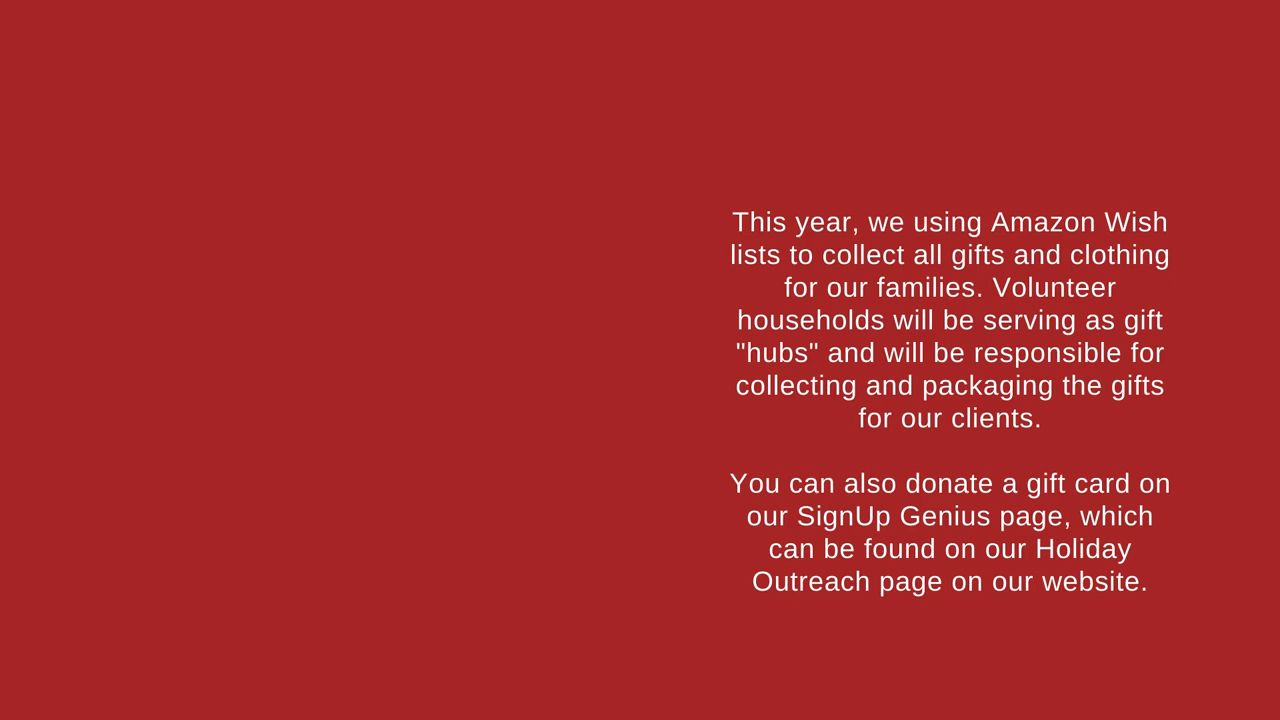 This year, we using Amazon Wish
lists to collect all gifts and clothing
for our families. Volunteer
households will be serving as gift
"hubs" and will be responsible for
collecting and packaging the gifts
for our clients.
You can also donate a gift card on
our SignUp Genius page, which
can be found on our Holiday
Outreach page on our website.